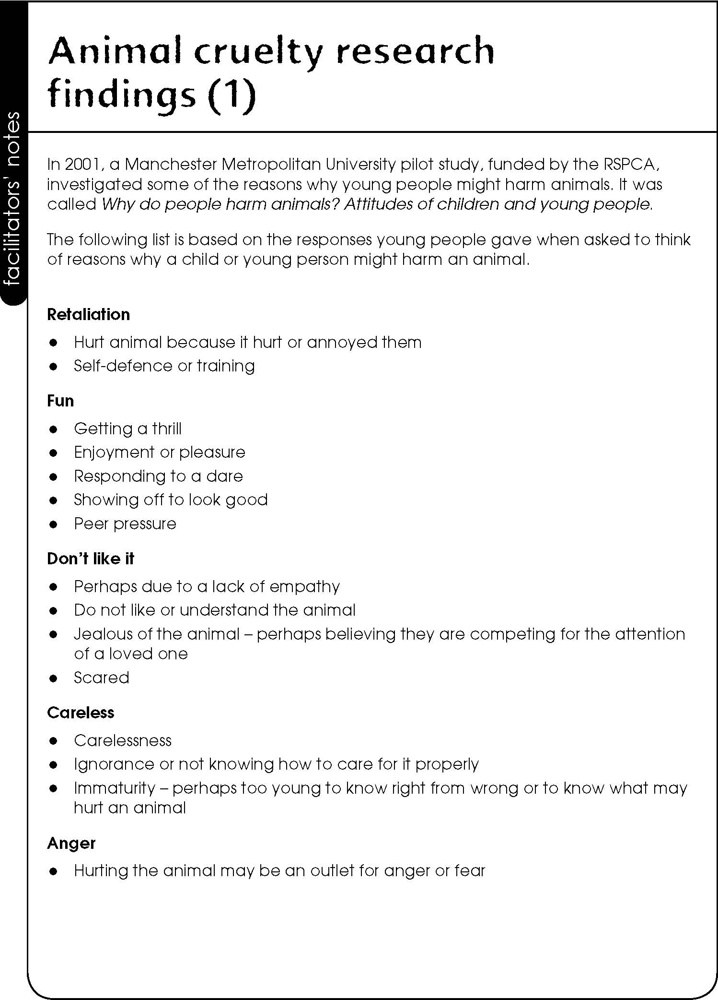 Animal cruelty research
findings (1)
facilitators' notes
In 2001, a Manchester Metropolitan University pilot study, funded by the RSPCA,
investigated some of the reasons why young people might harm animals. It was
called Why do people harm animals? Attitudes of children and young people.
The following list is based on the responses young people gave when asked to think
of reasons why a child or young person might harm an animal.
Retaliation
● Hurt animal because it hurt or annoyed them
● Self-defence or training
Fun
● Getting a thrill
● Enjoyment or pleasure
● Responding to a dare
● Showing off to look good
● Peer pressure
Don't like it
● Perhaps due to a lack of empathy
● Do not like or understand the animal
● Jealous of the animal – perhaps believing they are competing for the attention
of a loved one
● Scared
Careless
● Carelessness
● Ignorance or not knowing how to care for it properly
● Immaturity – perhaps too young to know right from wrong or to know what may
hurt an animal
Anger
● Hurting the animal may be an outlet for anger or fear